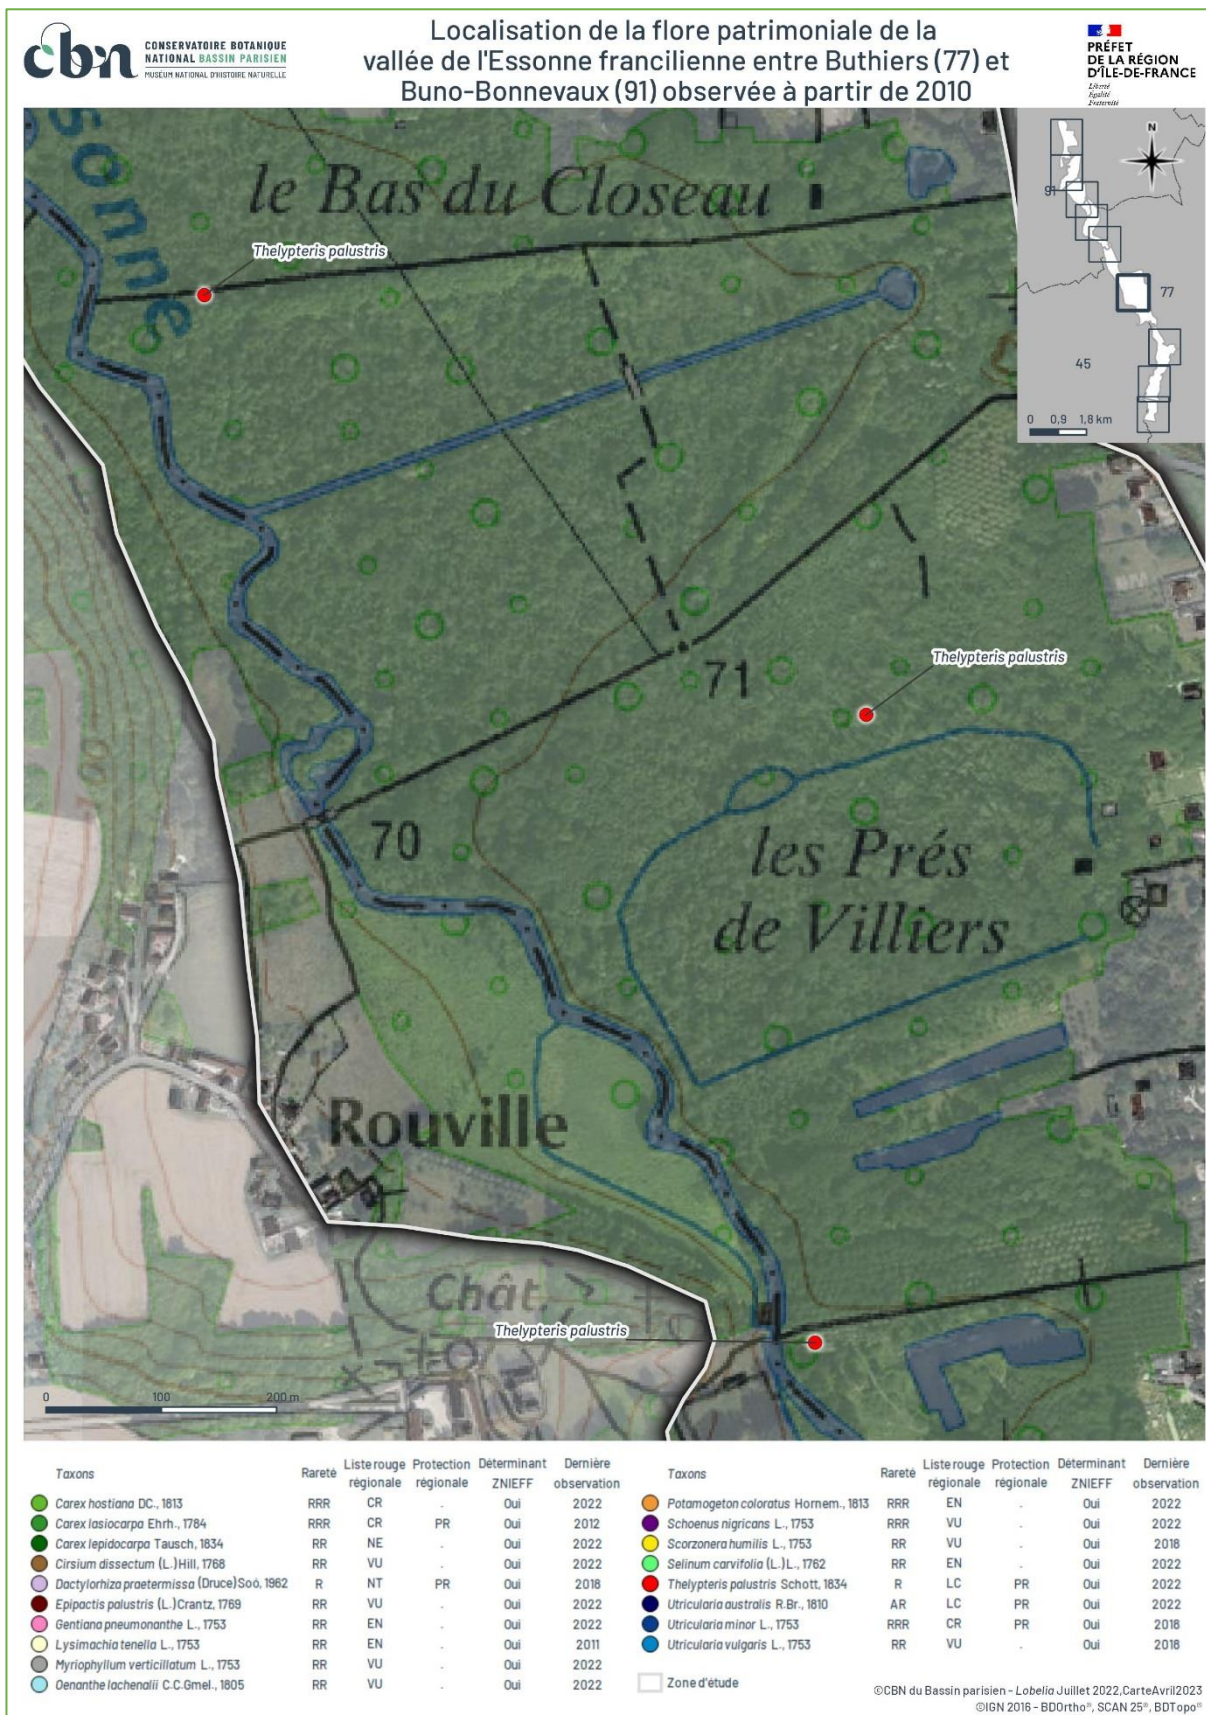 cbn
CONSERVATOIRE BOTANIQUE
NATIONAL BASSIN PARISIEN
MUSÉUM NATIONAL D'HISTOIRE NATURELLE
Localisation de la flore patrimoniale de la
vallée de l'Essonne francilienne entre Buthiers (77) et
Buno-Bonnevaux (91) observée à partir de 2010
PRÉFET
DE LA RÉGION
D'ÎLE-DE-FRANCE
Liberté
Égalité
Fraternité
ssonne
le Bas du Closeau
Thelypteris palustris
N
91
77
45
0 0,9 1,8 km
71
Thelypteris palustris
70
les Prés
de Villiers
Rouville
Chât.
Thelypteris palustris
0 100 200 m
Taxons Rareté Liste rouge régionale Protection régionale Déterminant ZNIEFF Dernière observation
Carex hostiana DC., 1813 RRR CR . Oui 2022
Carex lasiocarpa Ehrh., 1784 RRR CR PR Oui 2012
Carex lepidocarpa Tausch, 1834 RR NE . Oui 2022
Cirsium dissectum (L.) Hill, 1768 RR VU . Oui 2022
Dactylorhiza praetermissa (Druce) Soó, 1962 R NT PR Oui 2018
Epipactis palustris (L.) Crantz, 1769 RR VU . Oui 2022
Gentiana pneumonanthe L., 1753 RR EN . Oui 2022
Lysimachia tenella L., 1753 RR EN . Oui 2011
Myriophyllum verticillatum L., 1753 RR VU . Oui 2022
Oenanthe lachenalii C.C.Gmel., 1805 RR VU . Oui 2022
Taxons Rareté Liste rouge régionale Protection régionale Déterminant ZNIEFF Dernière observation
Potamogeton coloratus Hornem., 1813 RRR EN . Oui 2022
Schoenus nigricans L., 1753 RRR VU . Oui 2022
Scorzonera humilis L., 1753 RR VU . Oui 2018
Selinum carvifolia (L.) L., 1762 RR EN . Oui 2022
Thelypteris palustris Schott, 1834 R LC PR Oui 2022
Utricularia australis R.Br., 1810 AR LC PR Oui 2022
Utricularia minor L., 1753 RRR CR PR Oui 2018
Utricularia vulgaris L., 1753 RR VU . Oui 2018
Zone d'étude
©CBN du Bassin parisien - Lobelia Juillet 2022,CarteAvril2023
©IGN 2016 - BDOrtho®, SCAN 25®, BDTopo®